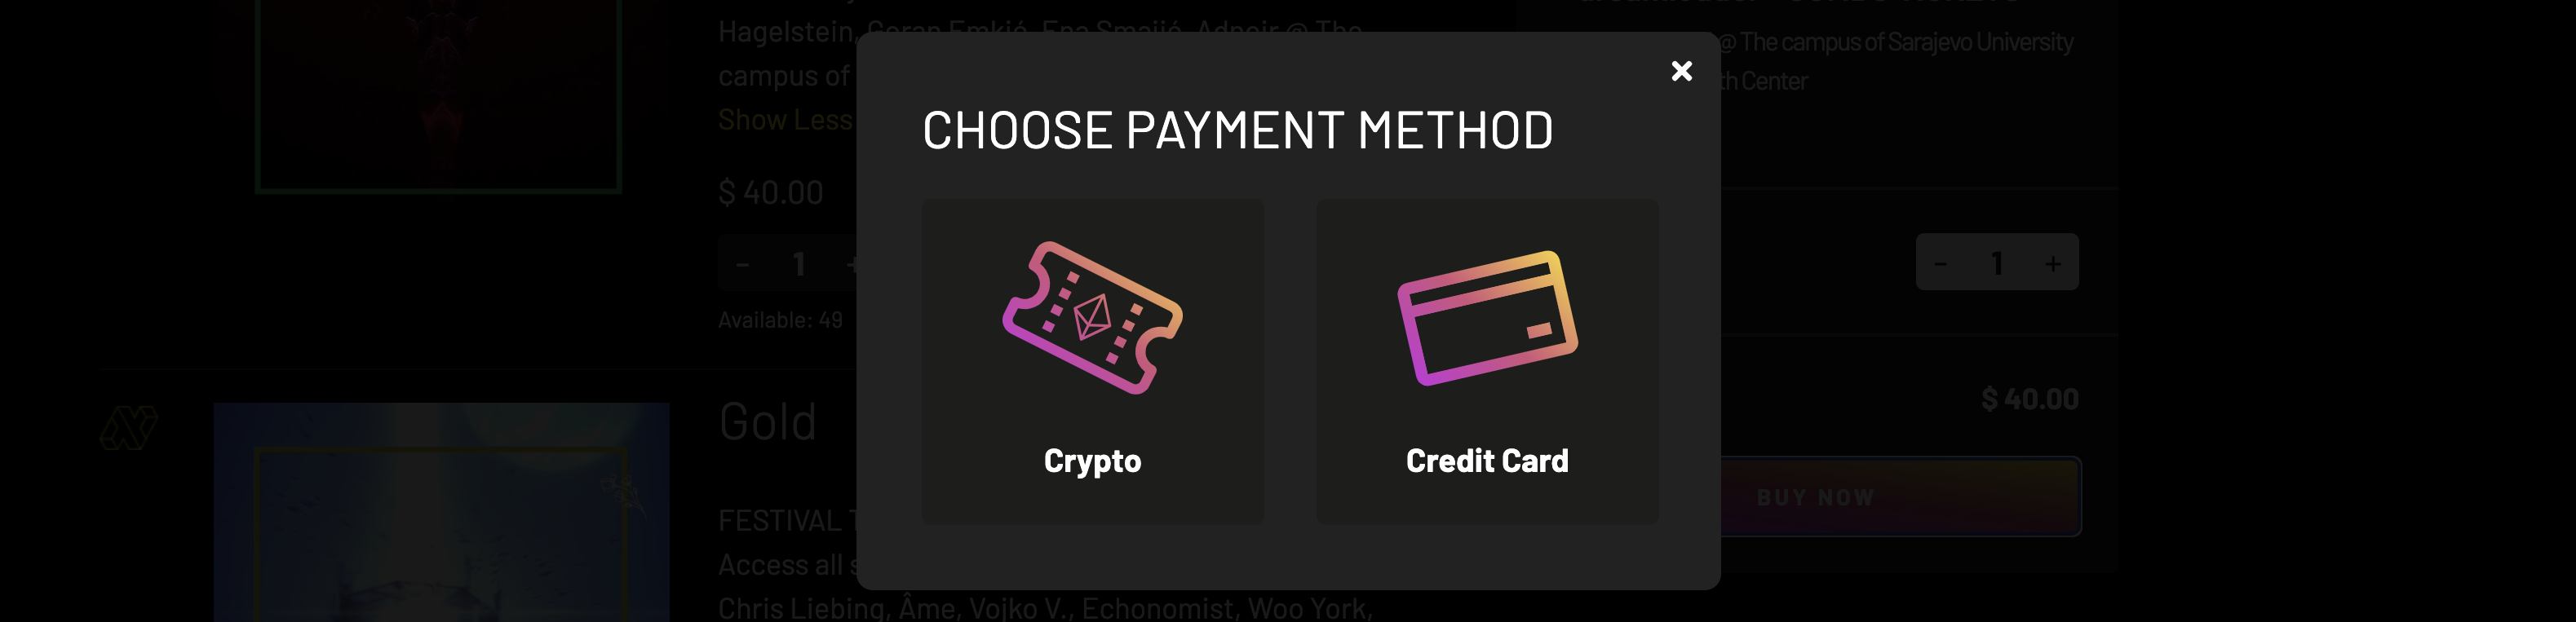 Hagelstein, Goran Emkić, Ena Smajić, Adnoir @ The
campus of
Show Less
$ 40.00
- 1 +
Available: 49
Gold
FESTIVAL
Access all
Chris Liebing, Âme, Vojko V., Echonomist, Woo York,
CHOOSE PAYMENT METHOD
Crypto
Credit Card
@ The campus of Sarajevo University
th Center
- 1 +
$ 40.00
BUY NOW